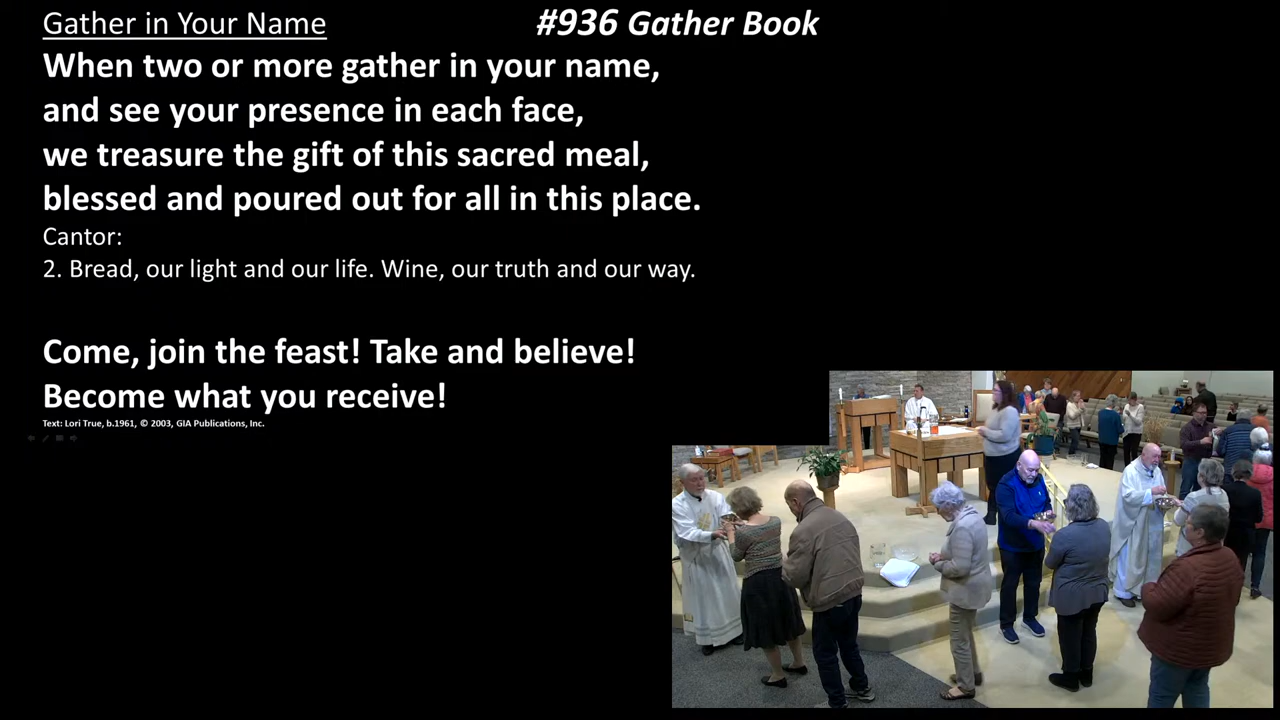 Gather in Your Name #936 Gather Book
When two or more gather in your name,
and see your presence in each face,
we treasure the gift of this sacred meal,
blessed and poured out for all in this place.
Cantor:
2. Bread, our light and our life. Wine, our truth and our way.
Come, join the feast! Take and believe!
Become what you receive!
Text: Lori True, b.1961, © 2003, GIA Publications, Inc.